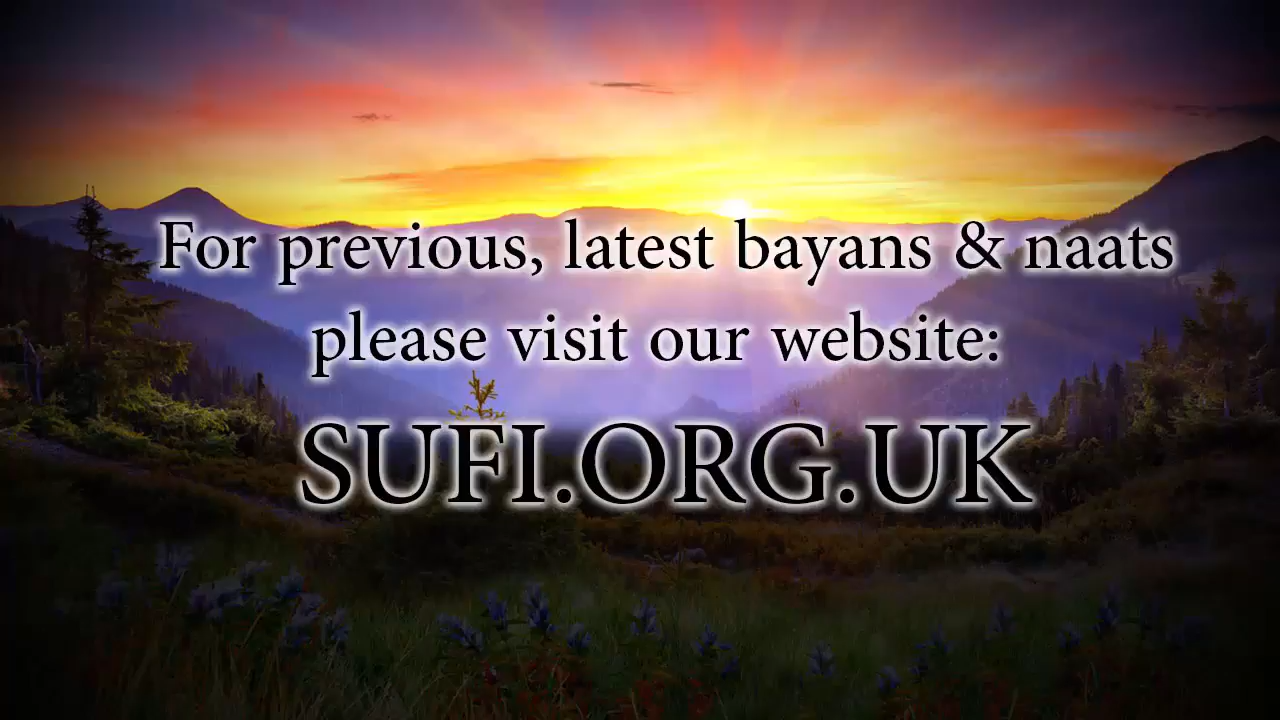 For previous, latest bayans & naats
please visit our website:
SUFI.ORG.UK